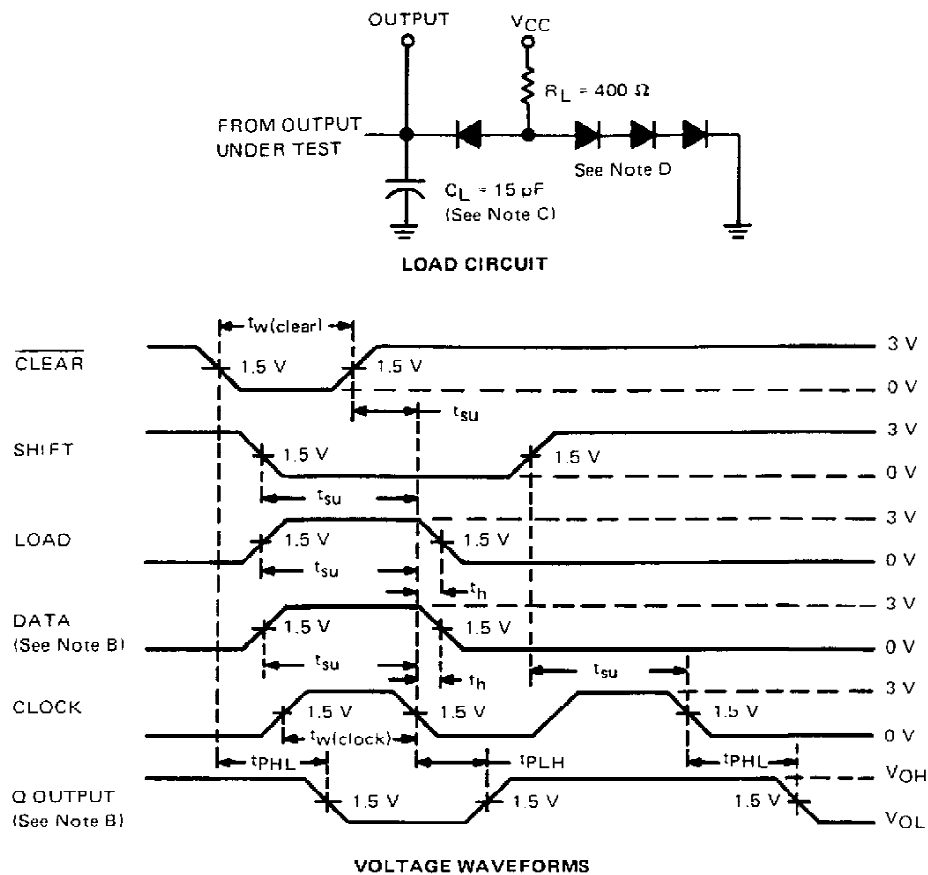 OUTPUT
VCC
RL = 400 Ω
FROM OUTPUT
UNDER TEST
See Note D
CL = 15 pF
(See Note C)
LOAD CIRCUIT
tw(clear)
CLEAR
1.5 V
1.5 V
3 V
0 V
tsu
SHIFT
1.5 V
1.5 V
3 V
0 V
tsu
LOAD
1.5 V
1.5 V
3 V
0 V
tsu
th
DATA
(See Note B)
1.5 V
1.5 V
3 V
0 V
tsu
th
tsu
CLOCK
1.5 V
1.5 V
1.5 V
3 V
0 V
tw(clock)
tPHL
tPLH
tPHL
Q OUTPUT
(See Note B)
1.5 V
1.5 V
1.5 V
VOH
VOL
VOLTAGE WAVEFORMS